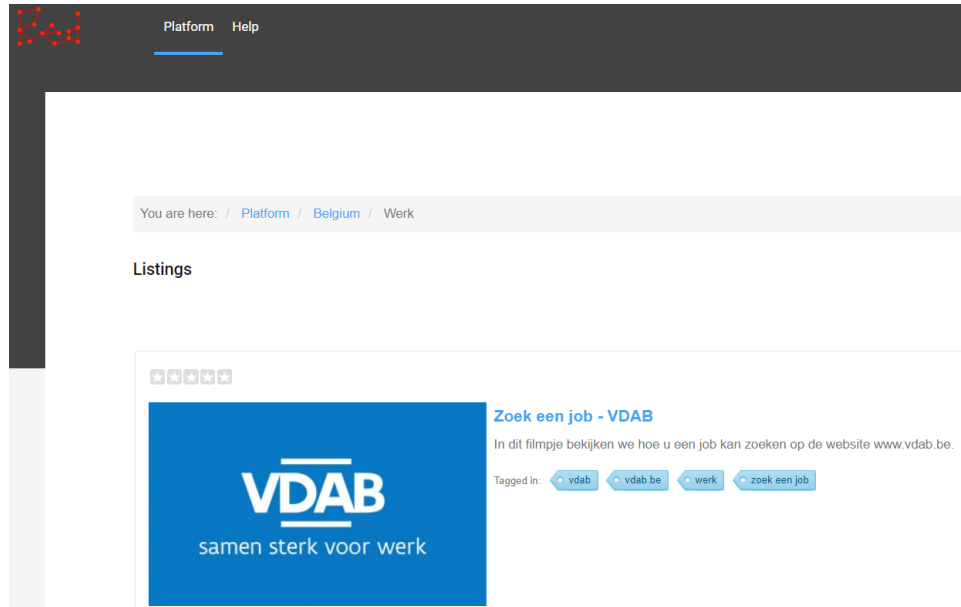 Red
Platform Help
You are here: / Platform / Belgium / Werk
Listings
Zoek een job - VDAB
In dit filmpje bekijken we hoe u een job kan zoeken op de website www.vdab.be.
Tagged in: vdab vdab.be werk zoek een job
VDAB
samen sterk voor werk